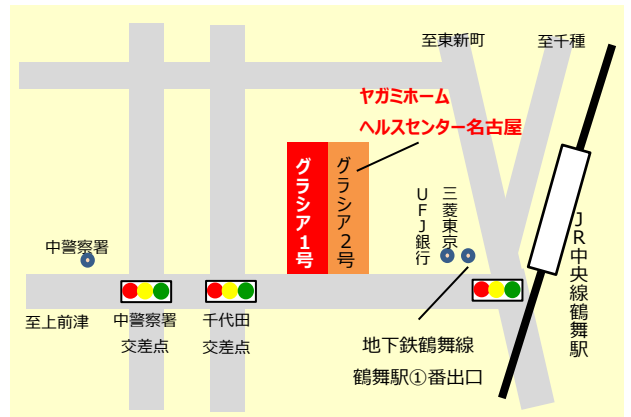 至東新町
至千種
ヤガミホーム
ヘルスセンター名古屋
グラシア1号
グラシア2号
三菱東京
UFJ銀行
JR中央線鶴舞駅
中警察署
至上前津
中警察署
交差点
千代田
交差点
地下鉄鶴舞線
鶴舞駅①番出口